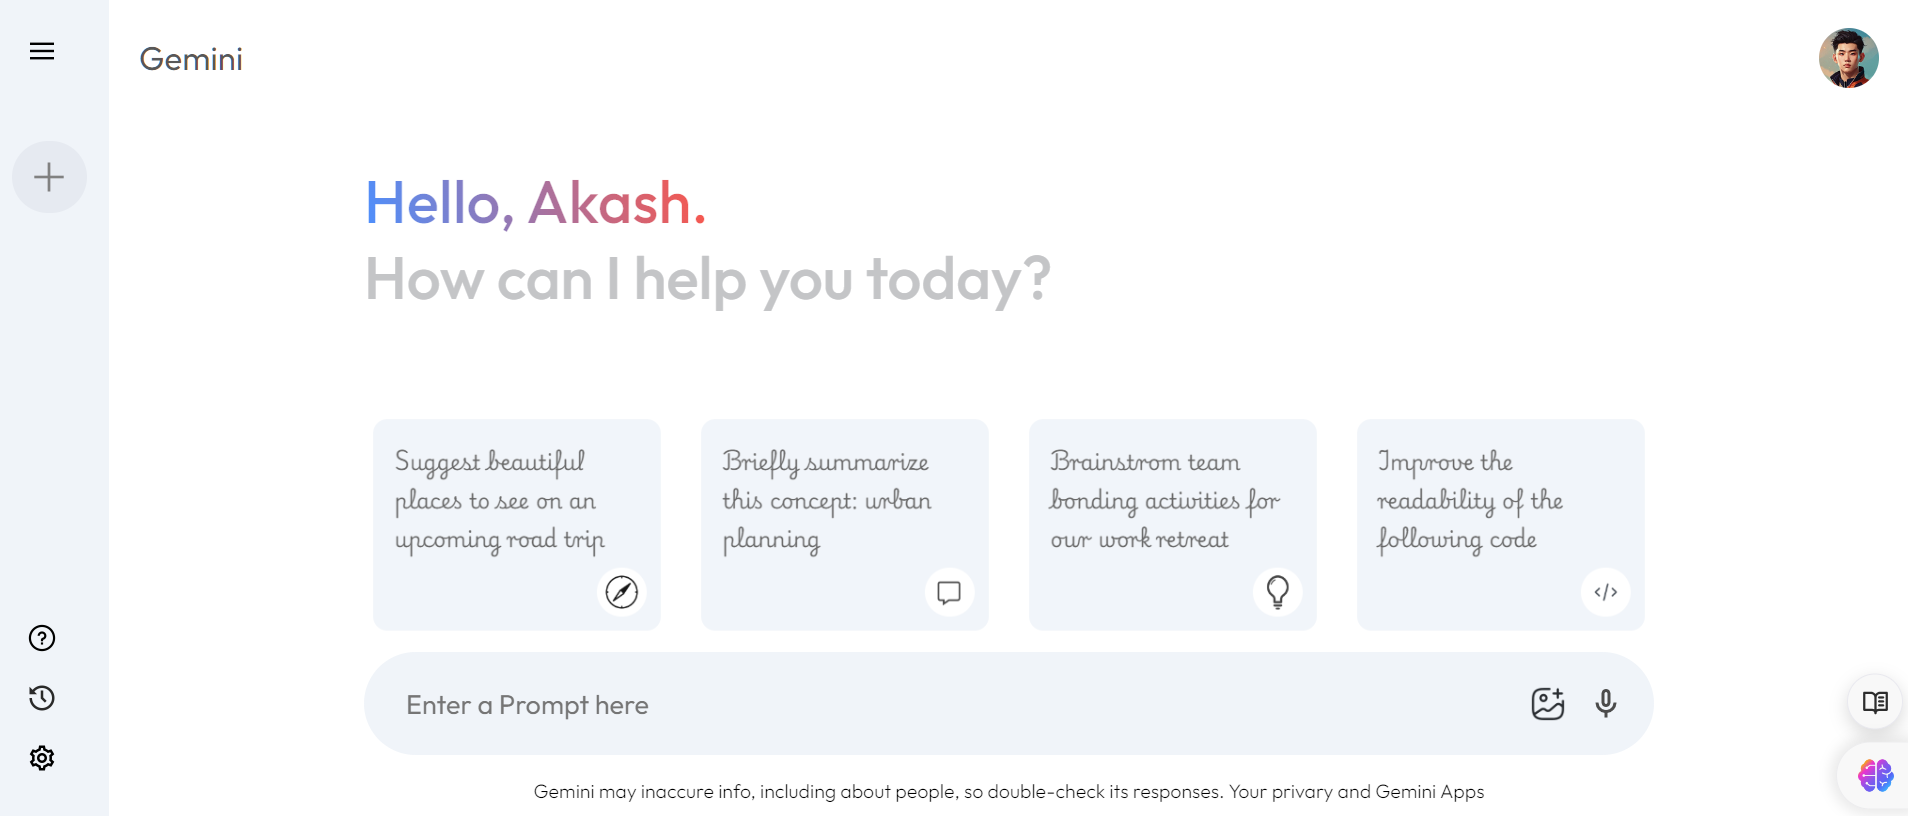 Gemini
Hello, Akash.
How can I help you today?
Suggest beautiful
places to see on an
upcoming road trip
Briefly summarize
this concept: urban
planning
Brainstrom team
bonding activities for
our work retreat
Improve the
readability of the
following code
Enter a Prompt here
Gemini may inaccure info, including about people, so double-check its responses. Your privary and Gemini Apps